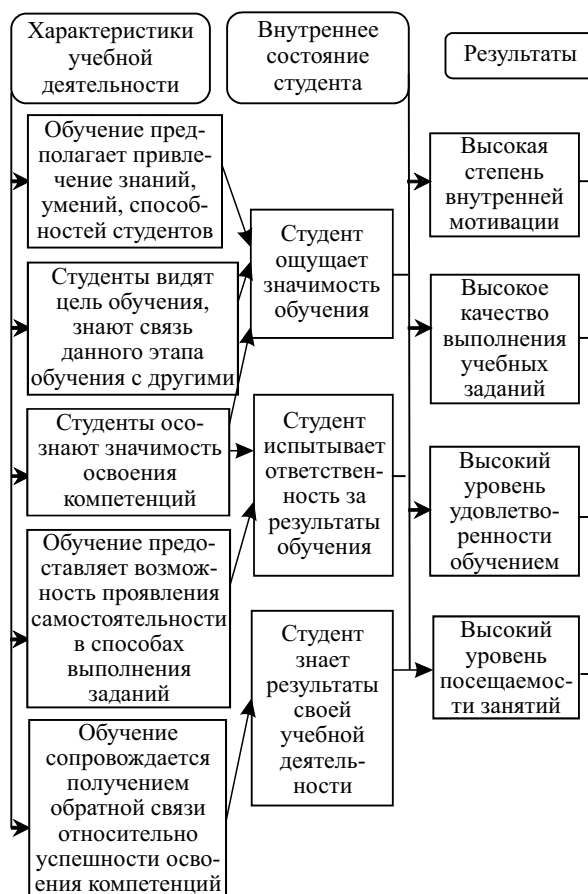 Характеристики
учебной
деятельности
Внутреннее
состояние
студента
Результаты
Обучение пред-
полагает привле-
чение знаний,
умений, способ-
ностей студентов
Студенты видят
цель обучения,
знают связь
данного этапа
обучения с другими
Студенты осо-
знают значимость
освоения
компетенций
Обучение предо-
ставляет возмож-
ность проявления
самостоятельности
в способах
выполнения
заданий
Обучение
сопровождается
получением
обратной связи
относительно
успешности осво-
ения компетенций
Студент
ощущает
значимость
обучения
Студент
испытывает
ответствен-
ность за
результаты
обучения
Студент
знает
результаты
своей
учебной
деятель-
ности
Высокая
степень
внутренней
мотивации
Высокое
качество
выполнения
учебных
заданий
Высокий
уровень
удовлетво-
ренности
обучением
Высокий
уровень
посещаемос-
ти занятий